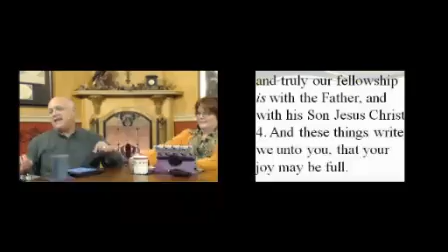 and truly our fellowship
is with the Father, and
with his Son Jesus Christ
4. And these things write
we unto you, that your
joy may be full.